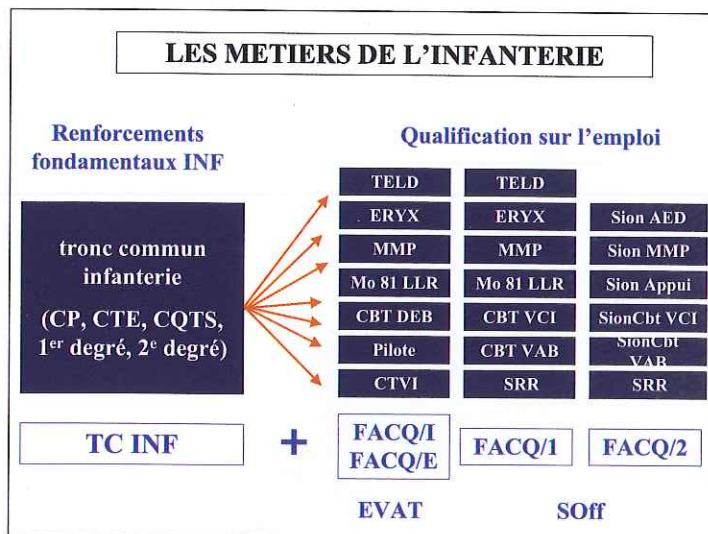 LES METIERS DE L'INFANTERIE
Renforcements
fondamentaux INF
Qualification sur l'emploi
tronc commun
infanterie
(CP, CTE, CQTS,
1er degré, 2e degré)
TELD
ERYX
MMP
Mo 81 LLR
CBT DEB
Pilote
CTVI
TELD
ERYX
MMP
Mo 81 LLR
CBT VCI
CBT VAB
SRR
Sion AED
Sion MMP
Sion Appui
SionCbt VCI
SionCbt
VAB
SRR
TC INF
+
FACQ/I
FACQ/E
FACQ/1
FACQ/2
EVAT
SOff